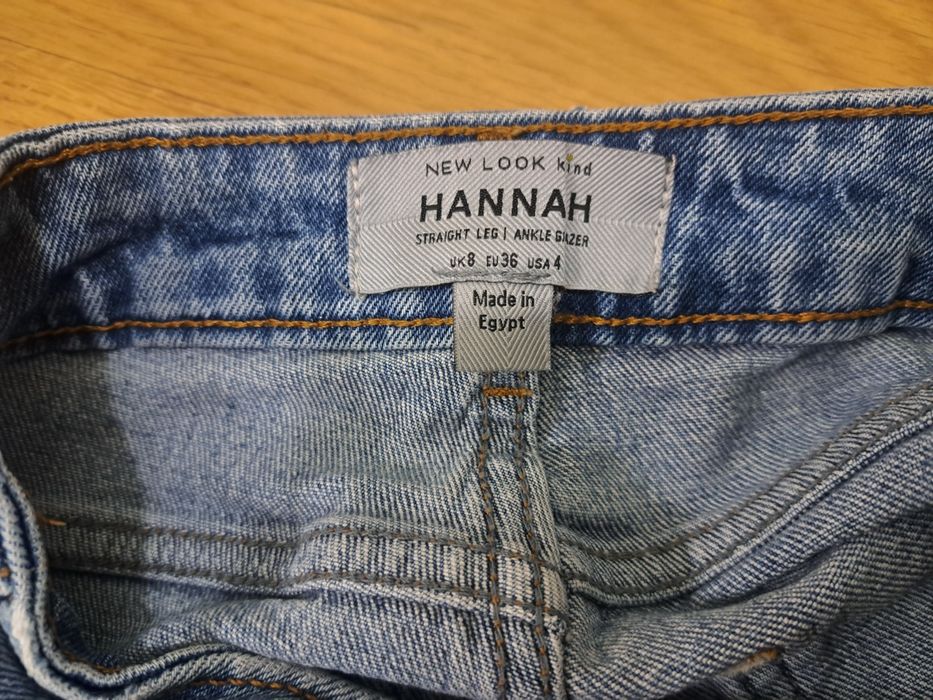 NEW LOOK kind
HANNAH
STRAIGHT LEG | ANKLE GRAZER
UK8 EU36 USA4
Made in
Egypt